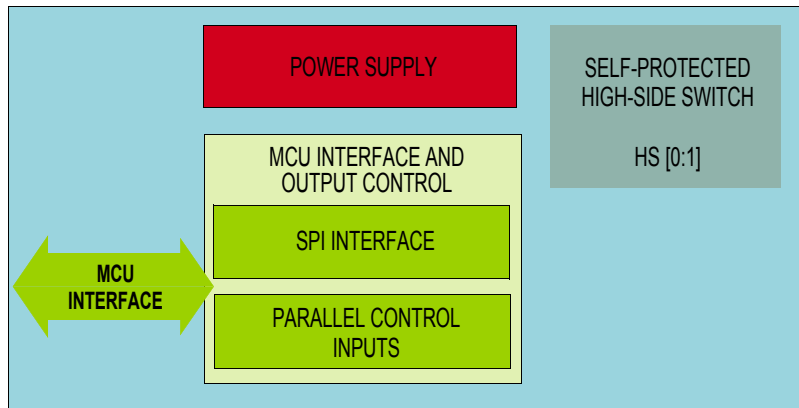 POWER SUPPLY
SELF-PROTECTED
HIGH-SIDE SWITCH
HS [0:1]
MCU INTERFACE AND
OUTPUT CONTROL
SPI INTERFACE
MCU
INTERFACE
PARALLEL CONTROL
INPUTS